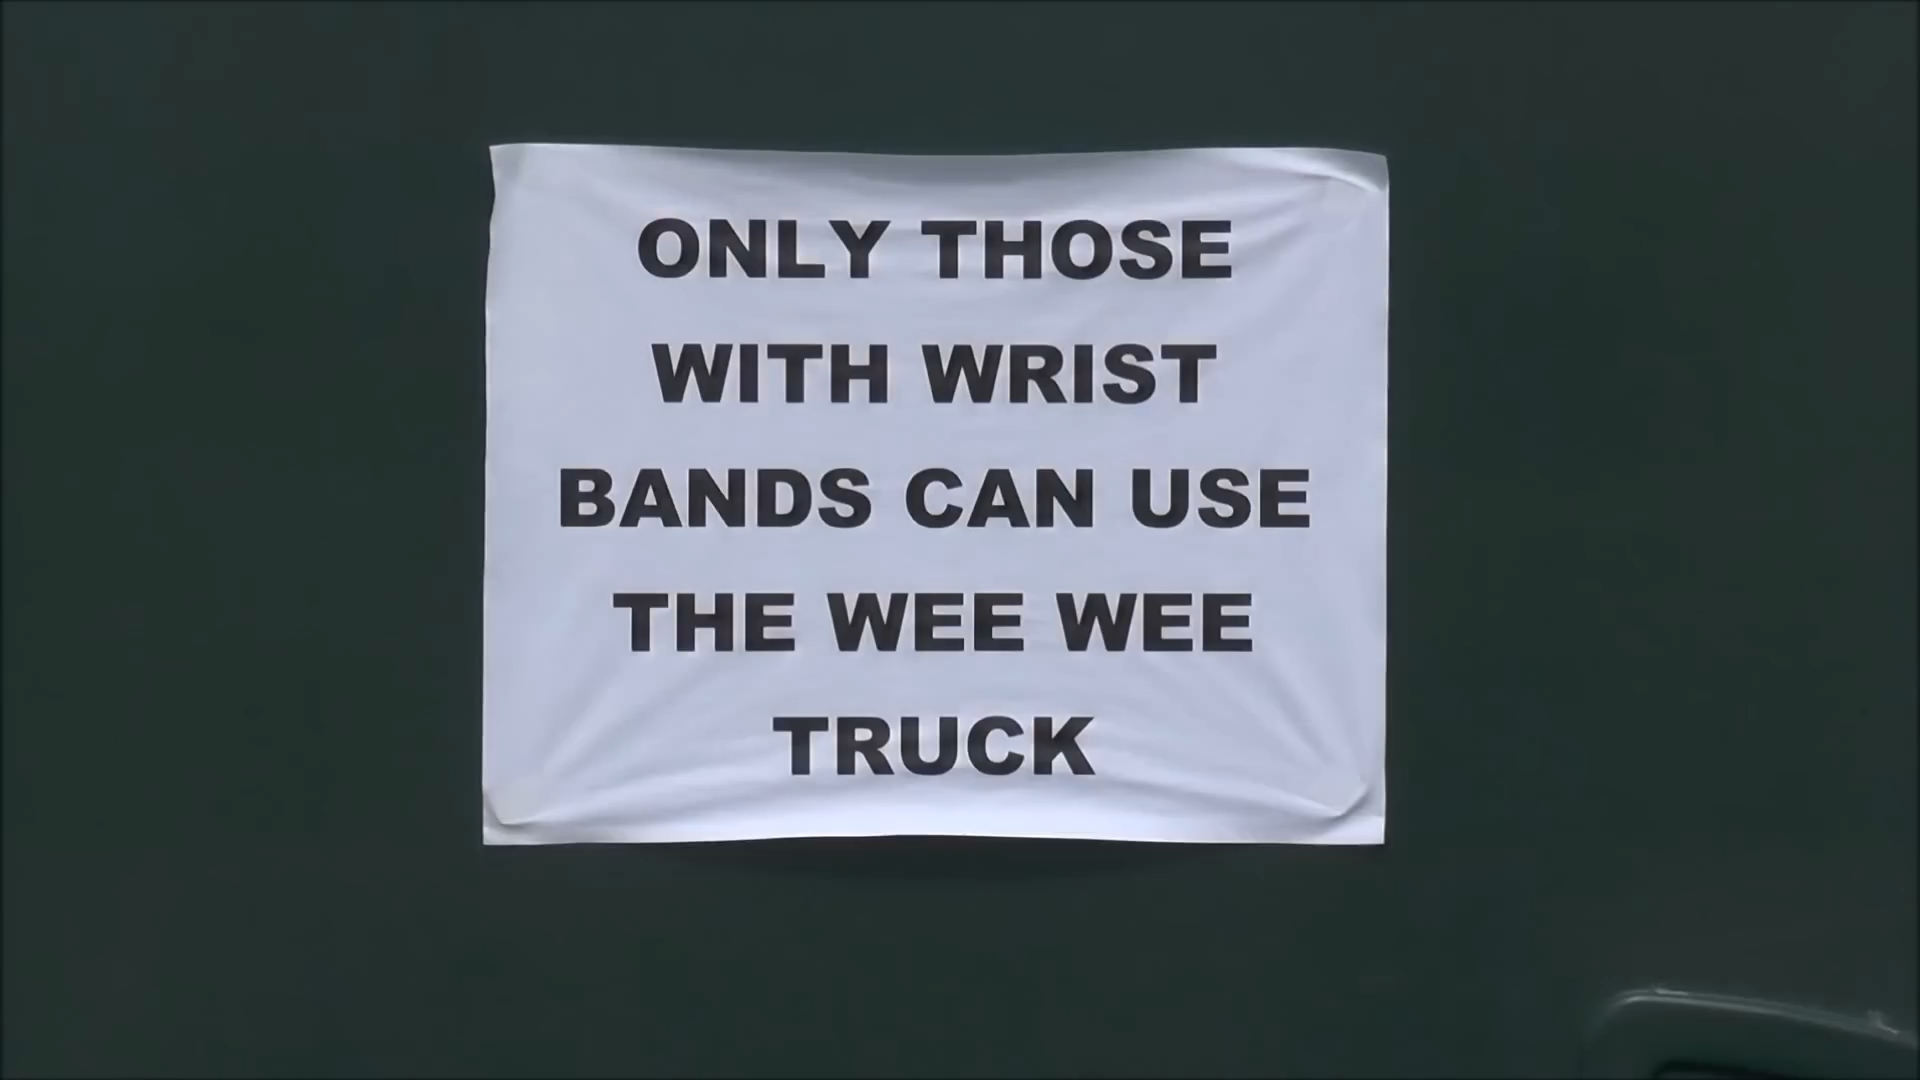 ONLY THOSE
WITH WRIST
BANDS CAN USE
THE WEE WEE
TRUCK